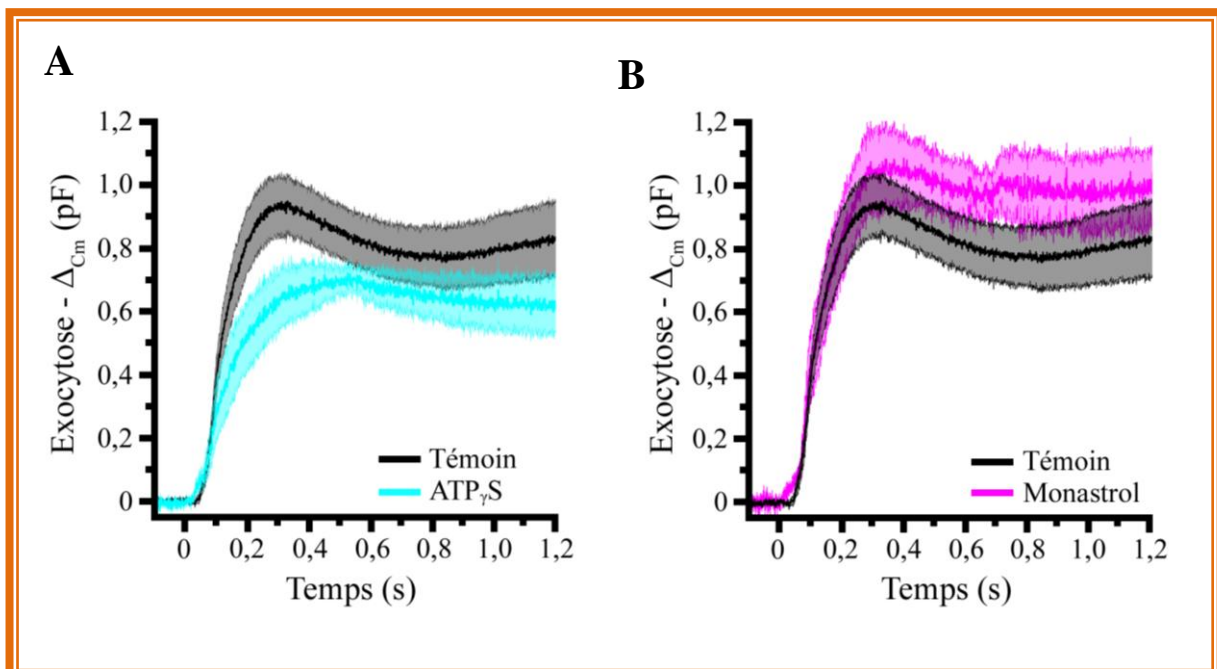 A
Exocytose - ΔCm (pF)
1,2
1,0
0,8
0,6
0,4
0,2
0
Témoin
ATPγS
0 0,2 0,4 0,6 0,8 1,0 1,2
Temps (s)
B
Exocytose - ΔCm (pF)
1,2
1,0
0,8
0,6
0,4
0,2
0
Témoin
Monastrol
0 0,2 0,4 0,6 0,8 1,0 1,2
Temps (s)